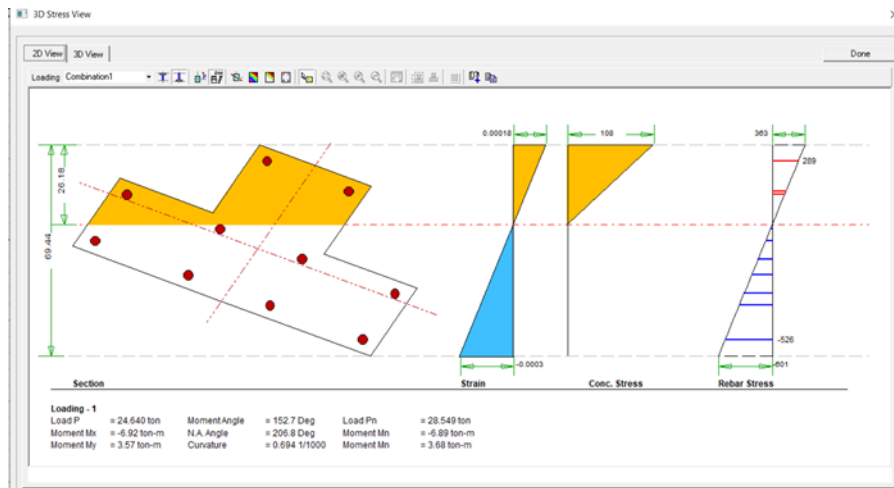 3D Stress View
2D View 3D View Done
Loading Combination1
0.00018 108 363
289
26.18
69.44
-526
-0.0003 -601
Section Strain Conc. Stress Rebar Stress
Loading - 1
Load P = 24.640 ton Moment Angle = 152.7 Deg Load Pn = 28.549 ton
Moment Mx = -6.92 ton-m N.A. Angle = 206.8 Deg Moment Mn = -6.89 ton-m
Moment My = 3.57 ton-m Curvature = 0.694 1/1000 Moment Mn = 3.68 ton-m